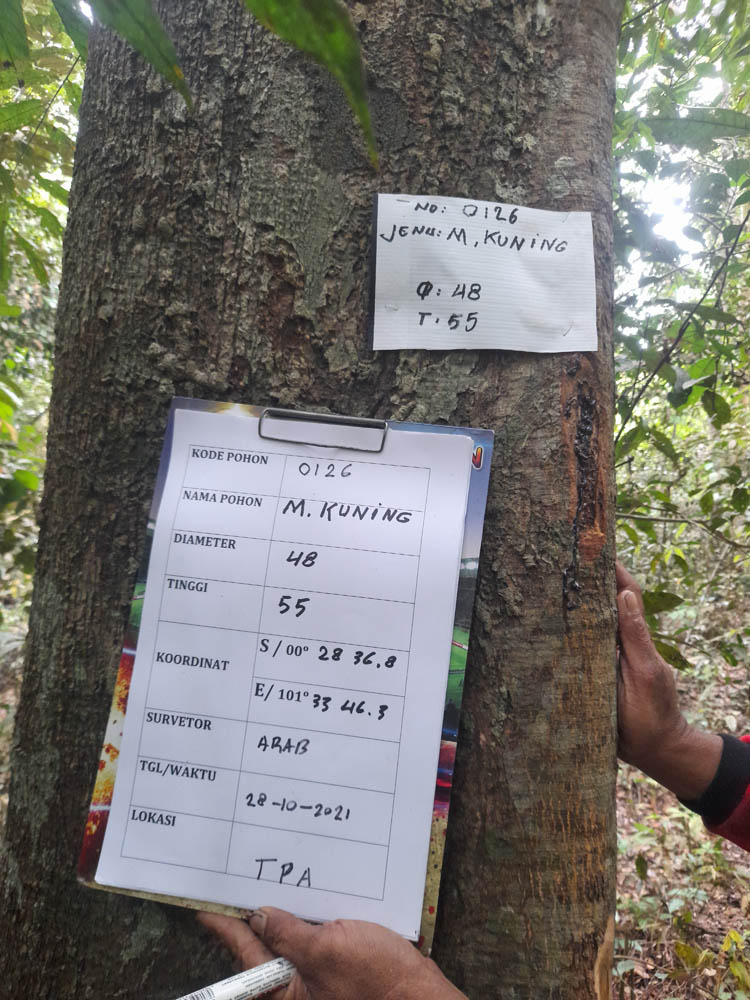 NO: 0126
JENIS: M, KUNING
Φ: 48
T. 55
KODE POHON 0126
NAMA POHON M. KUNING
DIAMETER 48
TINGGI 55
KOORDINAT S / 00° 28 36,8
E/ 101° 33 46.3
SURVETOR ARAB
TGL/WAKTU 28-10-2021
LOKASI TPA